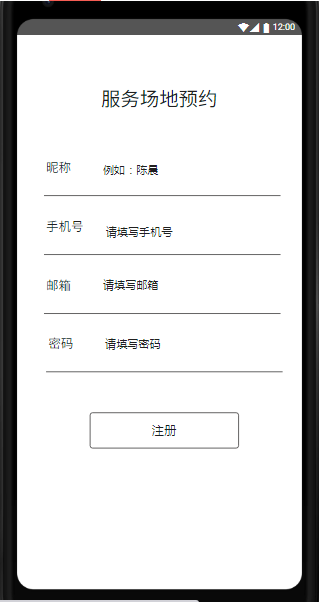 12:00
服务场地预约
昵称 例如：陈晨
手机号 请填写手机号
邮箱 请填写邮箱
密码 请填写密码
注册